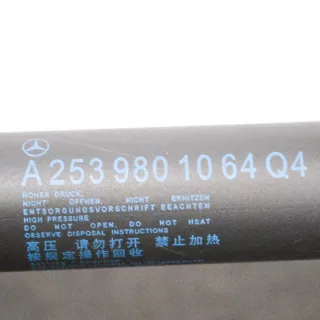 A 253 980 10 64 Q4
HOHER DRUCK,
NICHT ÖFFNEN, NICHT ERHITZEN
ENTSORGUNGSVORSCHRIFT BEACHTEN
HIGH PRESSURE
DO NOT OPEN, DO NOT HEAT
OBSERVE DISPOSAL INSTRUCTIONS
高压 请勿打开 禁止加热
按规定操作回收